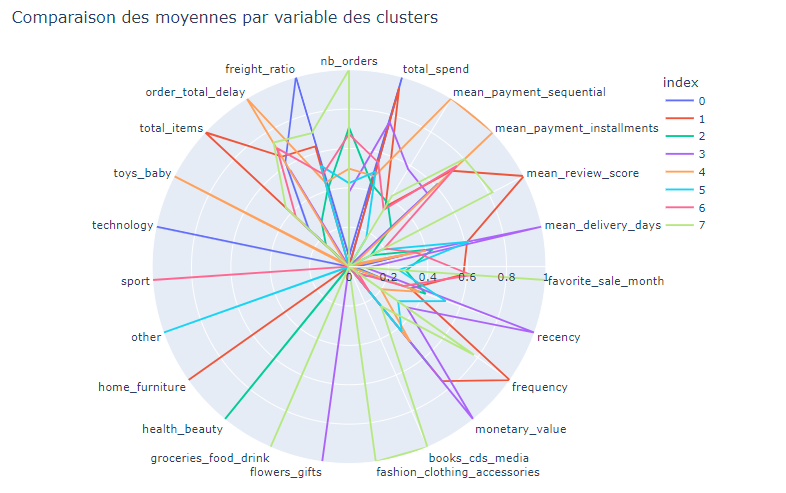 Comparaison des moyennes par variable des clusters
nb_orders
freight_ratio
total_spend
order_total_delay
mean_payment_sequential
total_items
mean_payment_installments
toys_baby
mean_review_score
technology
mean_delivery_days
sport
favorite_sale_month
other
recency
home_furniture
frequency
health_beauty
monetary_value
groceries_food_drink
books_cds_media
flowers_gifts
fashion_clothing_accessories
0 0.2 0.4 0.6 0.8 1
index
0
1
2
3
4
5
6
7